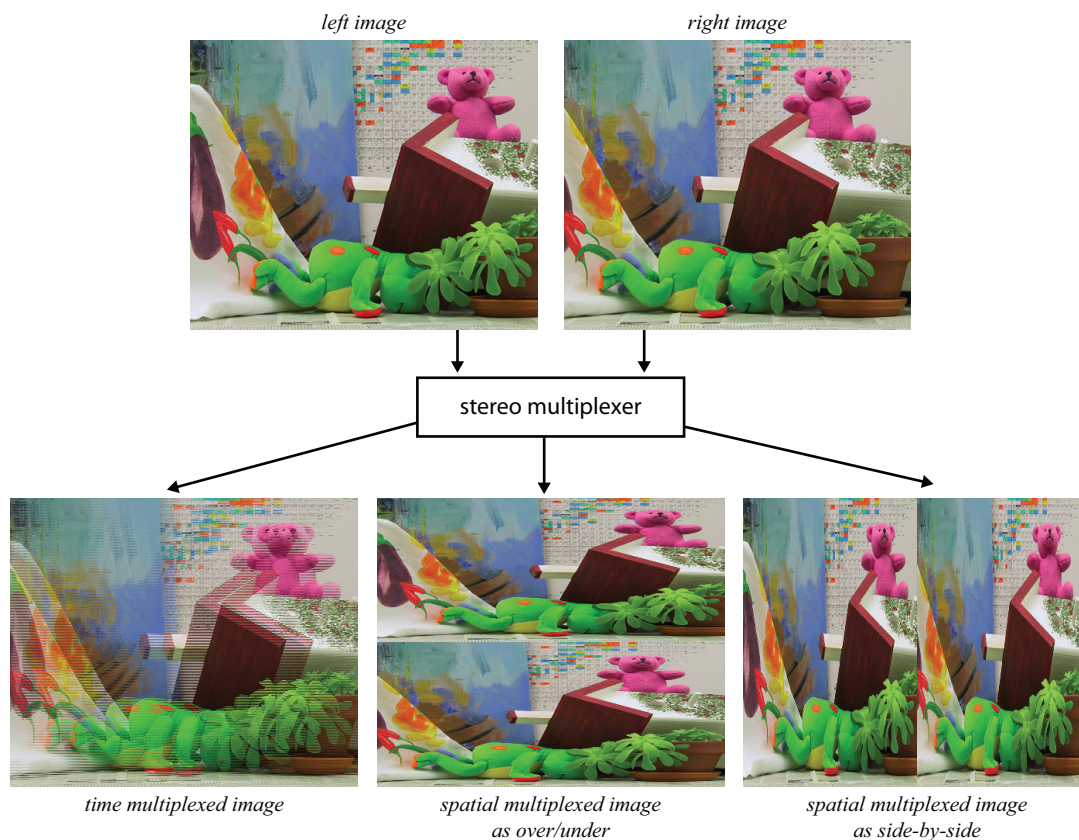 left image
right image
stereo multiplexer
time multiplexed image
spatial multiplexed image
as over/under
spatial multiplexed image
as side-by-side